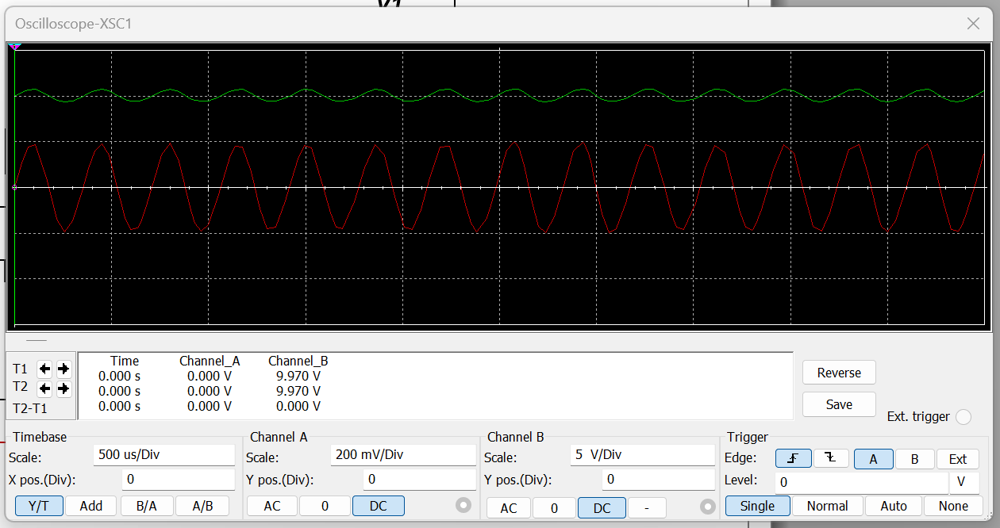 V1
Oscilloscope-XSC1
Time Channel_A Channel_B
T1 0.000 s 0.000 V 9.970 V
T2 0.000 s 0.000 V 9.970 V
T2-T1 0.000 s 0.000 V 0.000 V
Reverse
Save
Ext. trigger
Timebase
Scale: 500 us/Div
X pos.(Div): 0
Y/T Add B/A A/B
Channel A
Scale: 200 mV/Div
Y pos.(Div): 0
AC 0 DC
Channel B
Scale: 5 V/Div
Y pos.(Div): 0
AC 0 DC -
Trigger
Edge: A B Ext
Level: 0 V
Single Normal Auto None